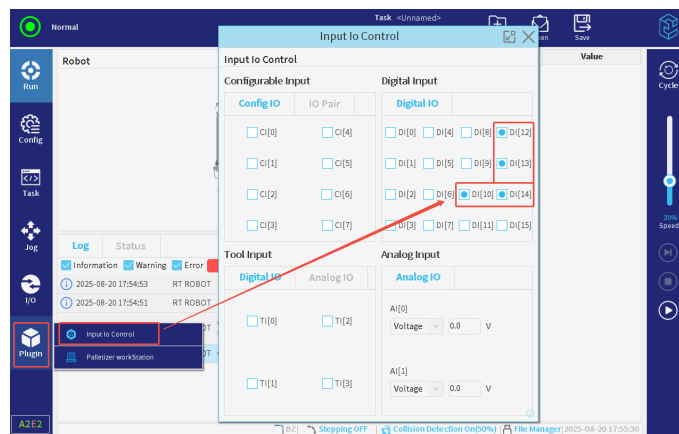 Task <Unnamed>
Normal
Save
Input Io Control
Value
Robot
Input Io Control
Configurable Input
Digital Input
Run
Cycle
Config IO
IO Pair
Digital IO
CI[0]
CI[4]
DI[0]
DI[4]
DI[8]
DI[12]
Config
CI[1]
CI[5]
DI[1]
DI[5]
DI[9]
DI[13]
Task
CI[2]
CI[6]
DI[2]
DI[6]
DI[10]
DI[14]
30%
Speed
CI[3]
CI[7]
DI[3]
DI[7]
DI[11]
DI[15]
Jog
Log
Status
Tool Input
Analog Input
Information
Warning
Error
Digital IO
Analog IO
Analog IO
2025-08-20 17:54:53 RT ROBOT
I/O
2025-08-20 17:54:51 RT ROBOT
AI[0]
TI[0]
TI[2]
Voltage
0.0
V
Input Io Control
Plugin
Palletizer workStation
AI[1]
TI[1]
TI[3]
Voltage
0.0
V
A2E2
BZ|
Stepping OFF
Collision Detection On(50%)
File Manager
2025-08-20 17:55:30